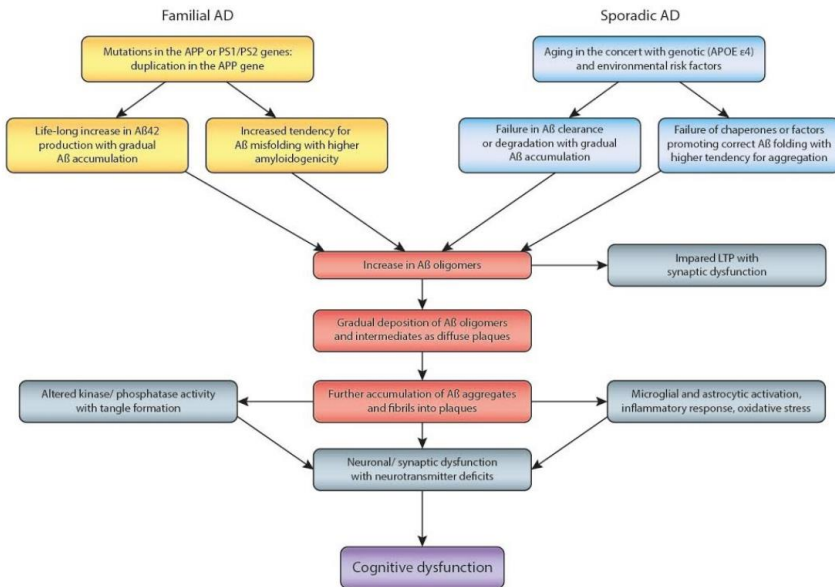 Familial AD
Sporadic AD
Mutations in the APP or PS1/PS2 genes:
duplication in the APP gene
Aging in the concert with genotic (APOE ε4)
and environmental risk factors
Life-long increase in Aß42
production with gradual
Aß accumulation
Increased tendency for
Aß misfolding with higher
amyloidogenicity
Failure in Aß clearance
or degradation with gradual
Aß accumulation
Failure of chaperones or factors
promoting correct Aß folding with
higher tendency for aggregation
Increase in Aß oligomers
Impared LTP with
synaptic dysfunction
Gradual deposition of Aß oligomers
and intermediates as diffuse plaques
Altered kinase/ phosphatase activity
with tangle formation
Further accumulation of Aß aggregates
and fibrils into plaques
Microglial and astrocytic activation,
inflammatory response, oxidative stress
Neuronal/ synaptic dysfunction
with neurotransmitter deficits
Cognitive dysfunction